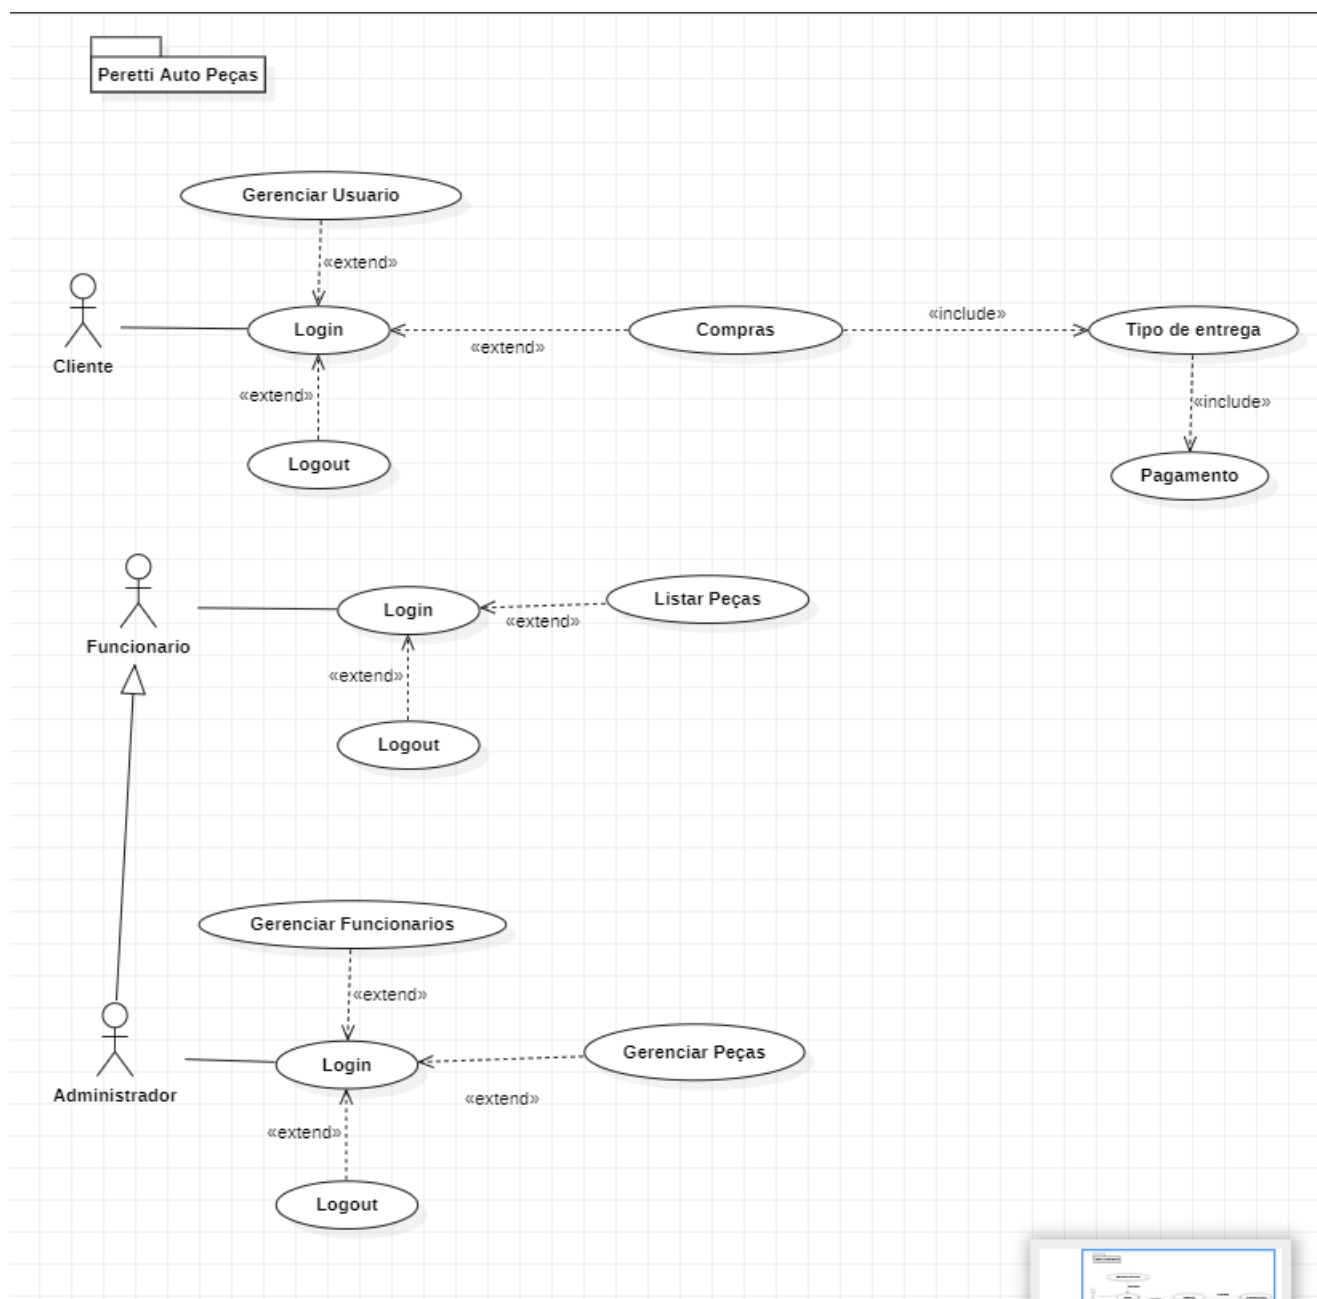 Peretti Auto Peças
Gerenciar Usuario
«extend»
Login
Compras
«include»
Tipo de entrega
«extend»
Cliente
«extend»
«include»
Logout
Pagamento
Funcionario
Login
Listar Peças
«extend»
«extend»
Logout
Gerenciar Funcionarios
«extend»
Administrador
Login
Gerenciar Peças
«extend»
«extend»
Logout